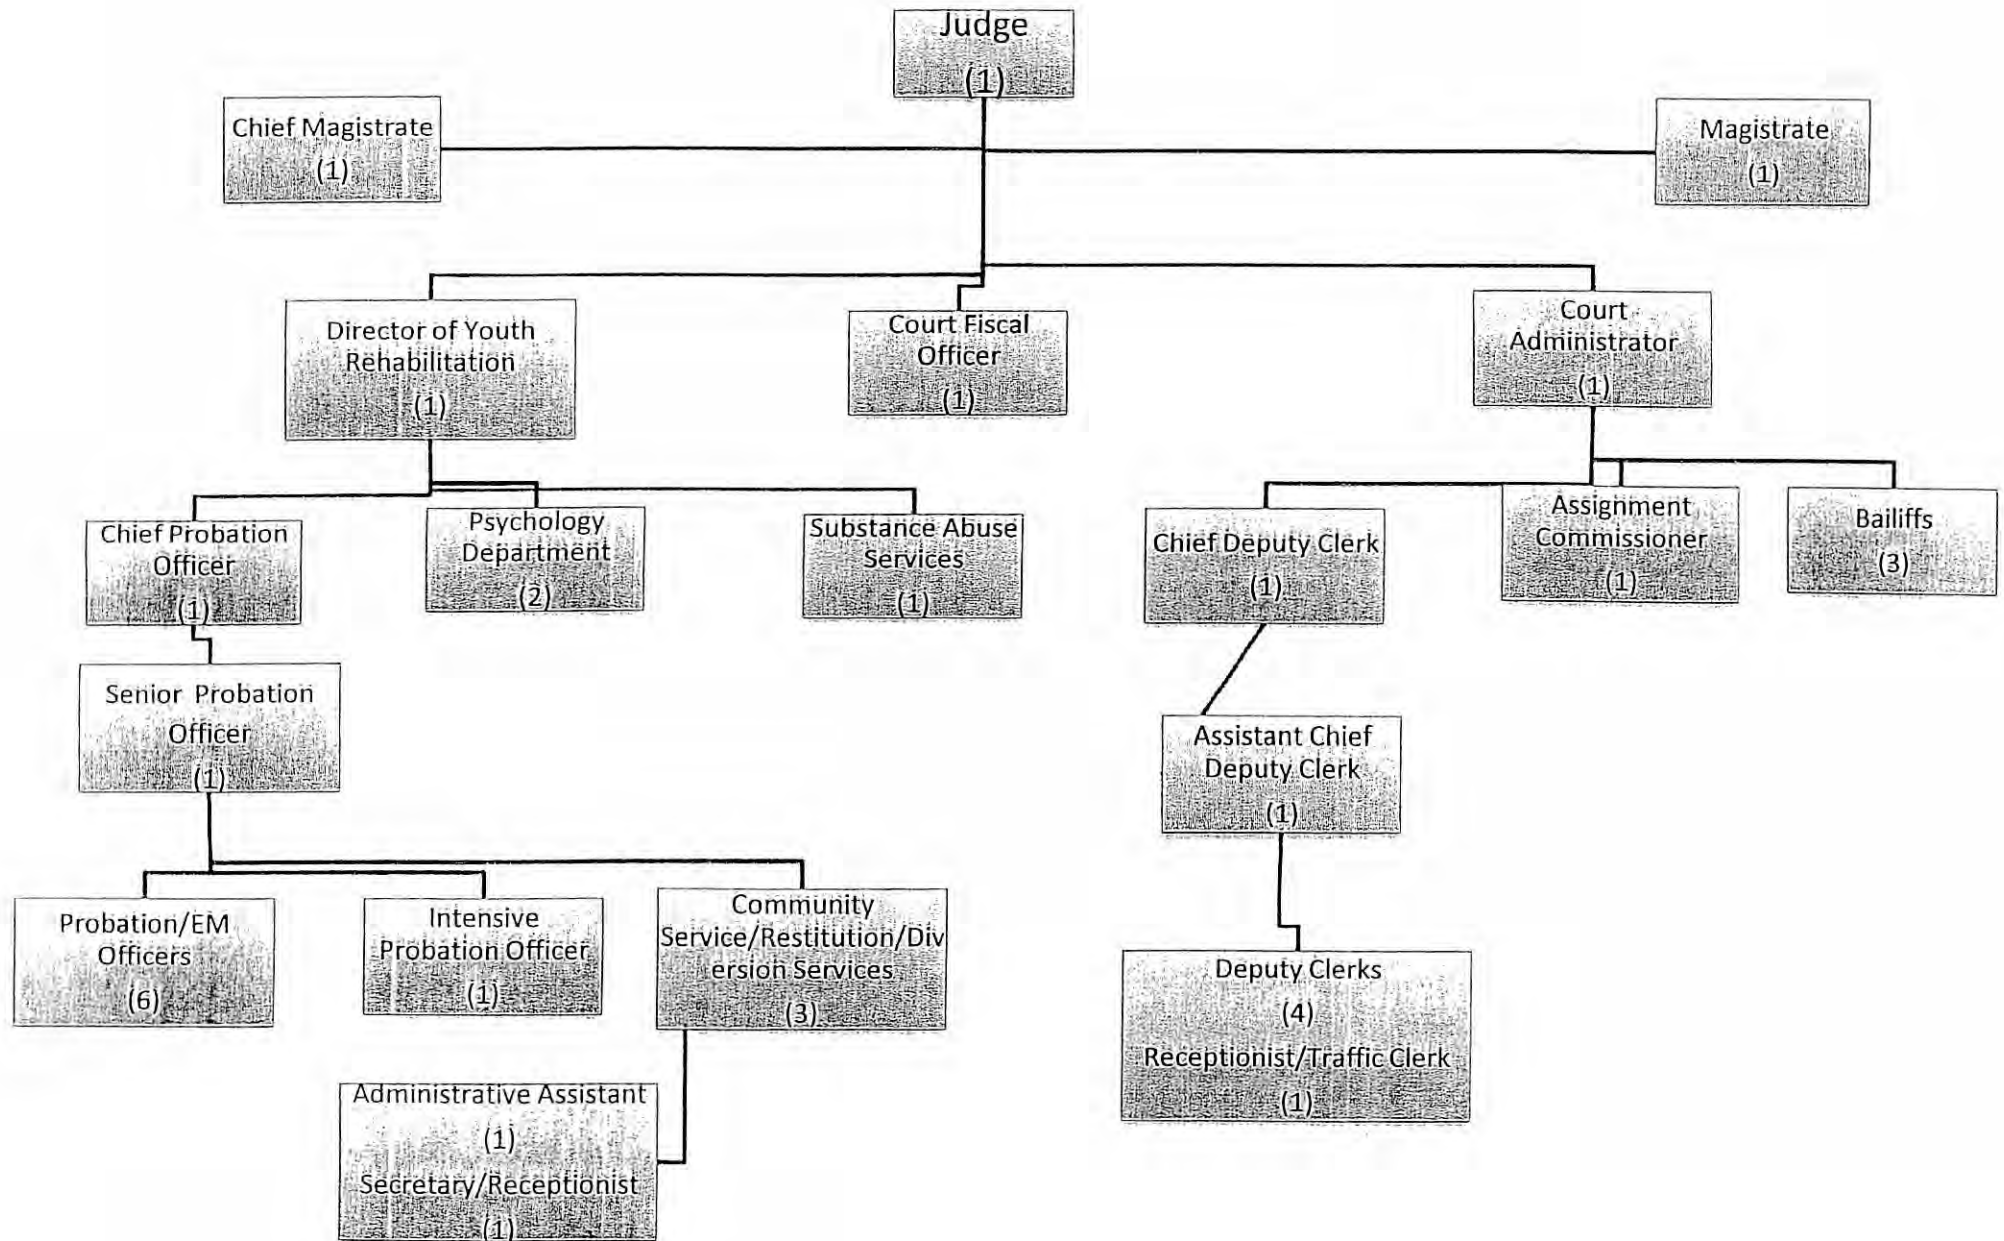 Judge
(1)
Chief Magistrate
(1)
Magistrate
(1)
Director of Youth
Rehabilitation
(1)
Court Fiscal
Officer
(1)
Court
Administrator
(1)
Chief Probation
Officer
(1)
Psychology
Department
(2)
Substance Abuse
Services
(1)
Chief Deputy Clerk
(1)
Assignment
Commissioner
(1)
Bailiffs
(3)
Senior Probation
Officer
(1)
Assistant Chief
Deputy Clerk
(1)
Probation/EM
Officers
(6)
Intensive
Probation Officer
(1)
Community
Service/Restitution/Div
ersion Services
(3)
Deputy Clerks
(4)
Receptionist/Traffic Clerk
(1)
Administrative Assistant
(1)
Secretary/Receptionist
(1)